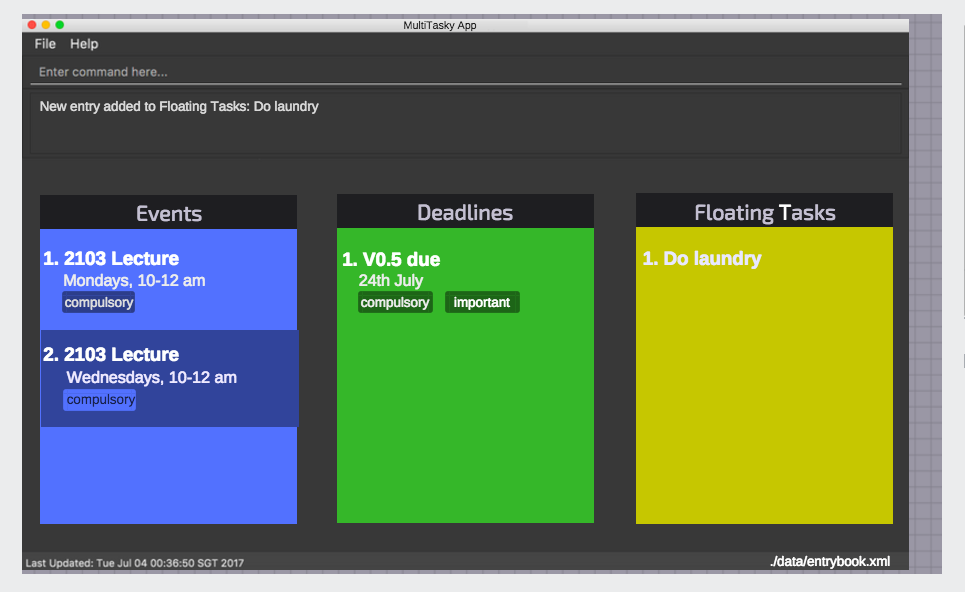 MultiTasky App
File Help
Enter command here...
New entry added to Floating Tasks: Do laundry
Events
1. 2103 Lecture
Mondays, 10-12 am
compulsory
2. 2103 Lecture
Wednesdays, 10-12 am
compulsory
Deadlines
1. V0.5 due
24th July
compulsory important
Floating Tasks
1. Do laundry
Last Updated: Tue Jul 04 00:36:50 SGT 2017
./data/entrybook.xml